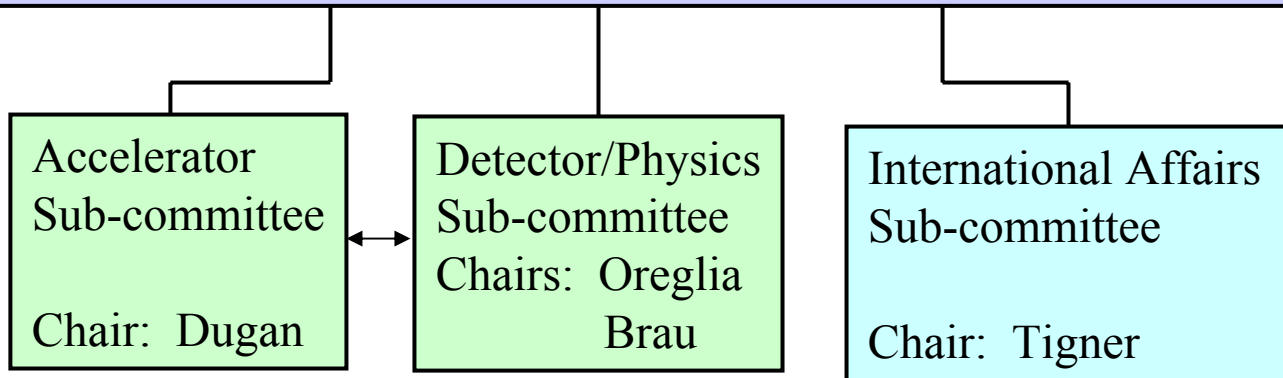 Accelerator
Sub-committee
Chair: Dugan
Detector/Physics
Sub-committee
Chairs: Oreglia
Brau
International Affairs
Sub-committee
Chair: Tigner